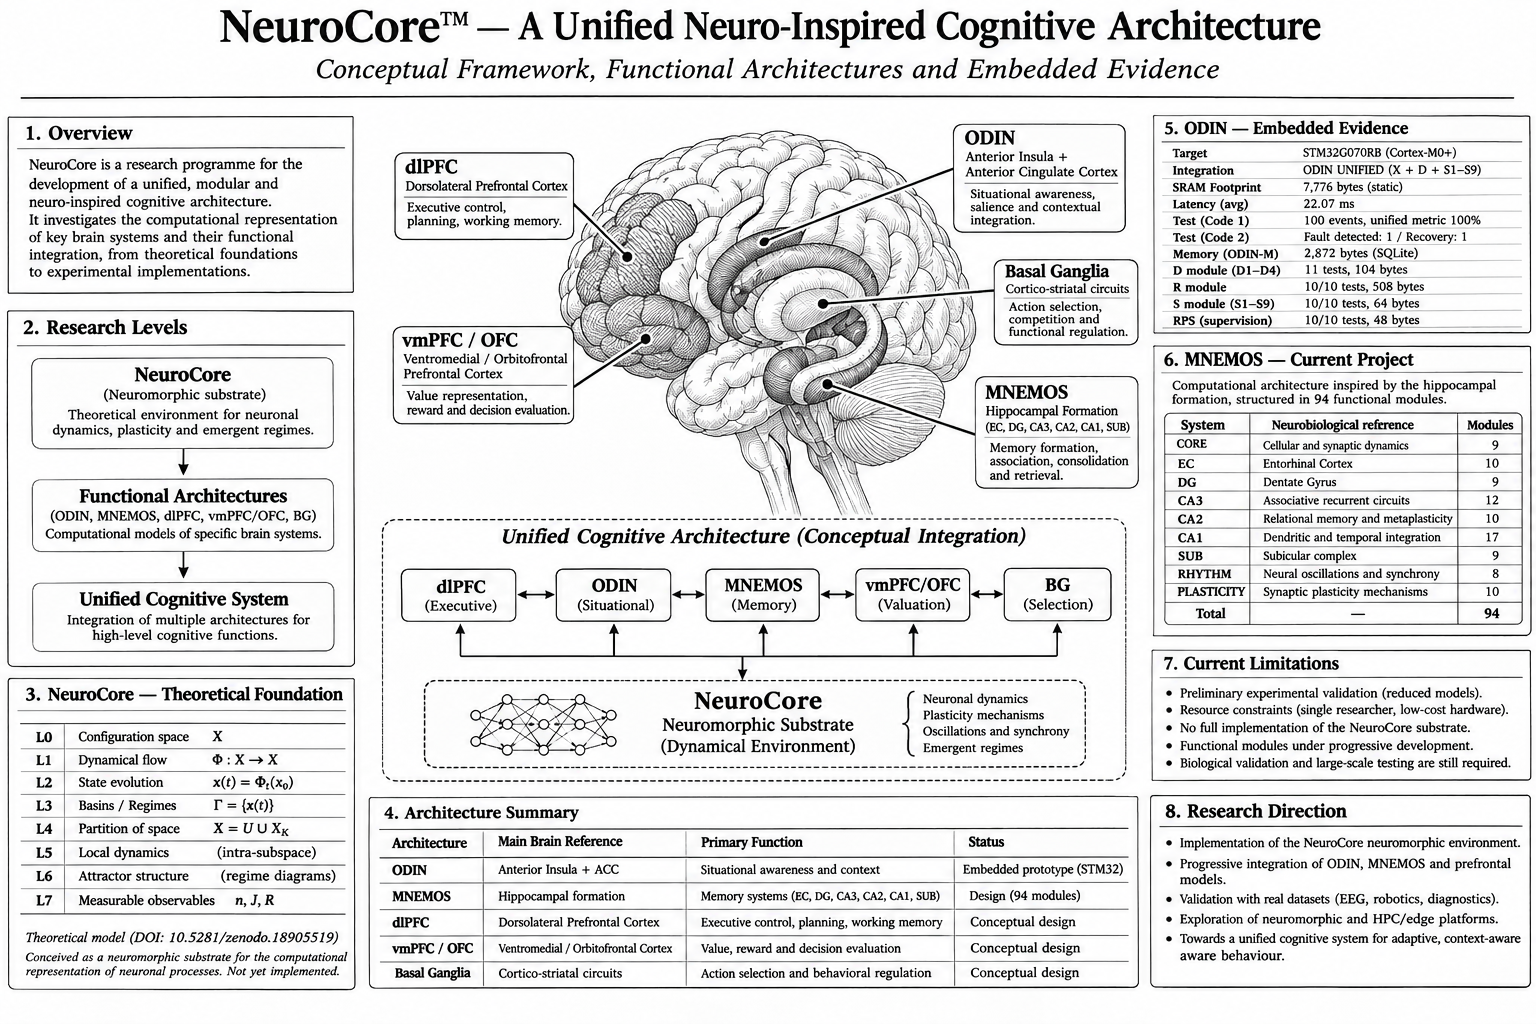 NeuroCore™ — A Unified Neuro-Inspired Cognitive Architecture
Conceptual Framework, Functional Architectures and Embedded Evidence
1. Overview
NeuroCore is a research programme for the
development of a unified, modular and
neuro-inspired cognitive architecture.
It investigates the computational representation
of key brain systems and their functional
integration, from theoretical foundations
to experimental implementations.
2. Research Levels
NeuroCore
(Neuromorphic substrate)
Theoretical environment for neuronal
dynamics, plasticity and emergent regimes.
Functional Architectures
(ODIN, MNEMOS, dlPFC, vmPFC/OFC, BG)
Computational models of specific brain systems.
Unified Cognitive System
Integration of multiple architectures for
high-level cognitive functions.
3. NeuroCore — Theoretical Foundation
L0 Configuration space X
L1 Dynamical flow Φ : X → X
L2 State evolution x(t) = Φt(x0)
L3 Basins / Regimes Γ = {x(t)}
L4 Partition of space X = U ∪ XK
L5 Local dynamics (intra-subspace)
L6 Attractor structure (regime diagrams)
L7 Measurable observables n, J, R
Theoretical model (DOI: 10.5281/zenodo.18905519)
Conceived as a neuromorphic substrate for the computational
representation of neuronal processes. Not yet implemented.
dlPFC
Dorsolateral Prefrontal Cortex
Executive control,
planning, working memory.
vmPFC / OFC
Ventromedial / Orbitofrontal
Prefrontal Cortex
Value representation,
reward and decision evaluation.
ODIN
Anterior Insula +
Anterior Cingulate Cortex
Situational awareness,
salience and contextual
integration.
Basal Ganglia
Cortico-striatal circuits
Action selection,
competition and
functional regulation.
MNEMOS
Hippocampal Formation
(EC, DG, CA3, CA2, CA1, SUB)
Memory formation,
association, consolidation
and retrieval.
Unified Cognitive Architecture (Conceptual Integration)
dlPFC
(Executive)
ODIN
(Situational)
MNEMOS
(Memory)
vmPFC/OFC
(Valuation)
BG
(Selection)
NeuroCore
Neuromorphic Substrate
(Dynamical Environment)
Neuronal dynamics
Plasticity mechanisms
Oscillations and synchrony
Emergent regimes
4. Architecture Summary
Architecture Main Brain Reference Primary Function Status
ODIN Anterior Insula + ACC Situational awareness and context Embedded prototype (STM32)
MNEMOS Hippocampal formation Memory systems (EC, DG, CA3, CA2, CA1, SUB) Design (94 modules)
dlPFC Dorsolateral Prefrontal Cortex Executive control, planning, working memory Conceptual design
vmPFC / OFC Ventromedial / Orbitofrontal Cortex Value, reward and decision evaluation Conceptual design
Basal Ganglia Cortico-striatal circuits Action selection and behavioral regulation Conceptual design
5. ODIN — Embedded Evidence
Target STM32G070RB (Cortex-M0+)
Integration ODIN UNIFIED (X + D + S1–S9)
SRAM Footprint 7,776 bytes (static)
Latency (avg) 22.07 ms
Test (Code 1) 100 events, unified metric 100%
Test (Code 2) Fault detected: 1 / Recovery: 1
Memory (ODIN-M) 2,872 bytes (SQLite)
D module (D1–D4) 11 tests, 104 bytes
R module 10/10 tests, 508 bytes
S module (S1–S9) 10/10 tests, 64 bytes
RPS (supervision) 10/10 tests, 48 bytes
6. MNEMOS — Current Project
Computational architecture inspired by the hippocampal
formation, structured in 94 functional modules.
System Neurobiological reference Modules
CORE Cellular and synaptic dynamics 9
EC Entorhinal Cortex 10
DG Dentate Gyrus 9
CA3 Associative recurrent circuits 12
CA2 Relational memory and metaplasticity 10
CA1 Dendritic and temporal integration 17
SUB Subicular complex 9
RHYTHM Neural oscillations and synchrony 8
PLASTICITY Synaptic plasticity mechanisms 10
Total — 94
7. Current Limitations
• Preliminary experimental validation (reduced models).
• Resource constraints (single researcher, low-cost hardware).
• No full implementation of the NeuroCore substrate.
• Functional modules under progressive development.
• Biological validation and large-scale testing are still required.
8. Research Direction
• Implementation of the NeuroCore neuromorphic environment.
• Progressive integration of ODIN, MNEMOS and prefrontal
models.
• Validation with real datasets (EEG, robotics, diagnostics).
• Exploration of neuromorphic and HPC/edge platforms.
• Towards a unified cognitive system for adaptive, context-aware
aware behaviour.